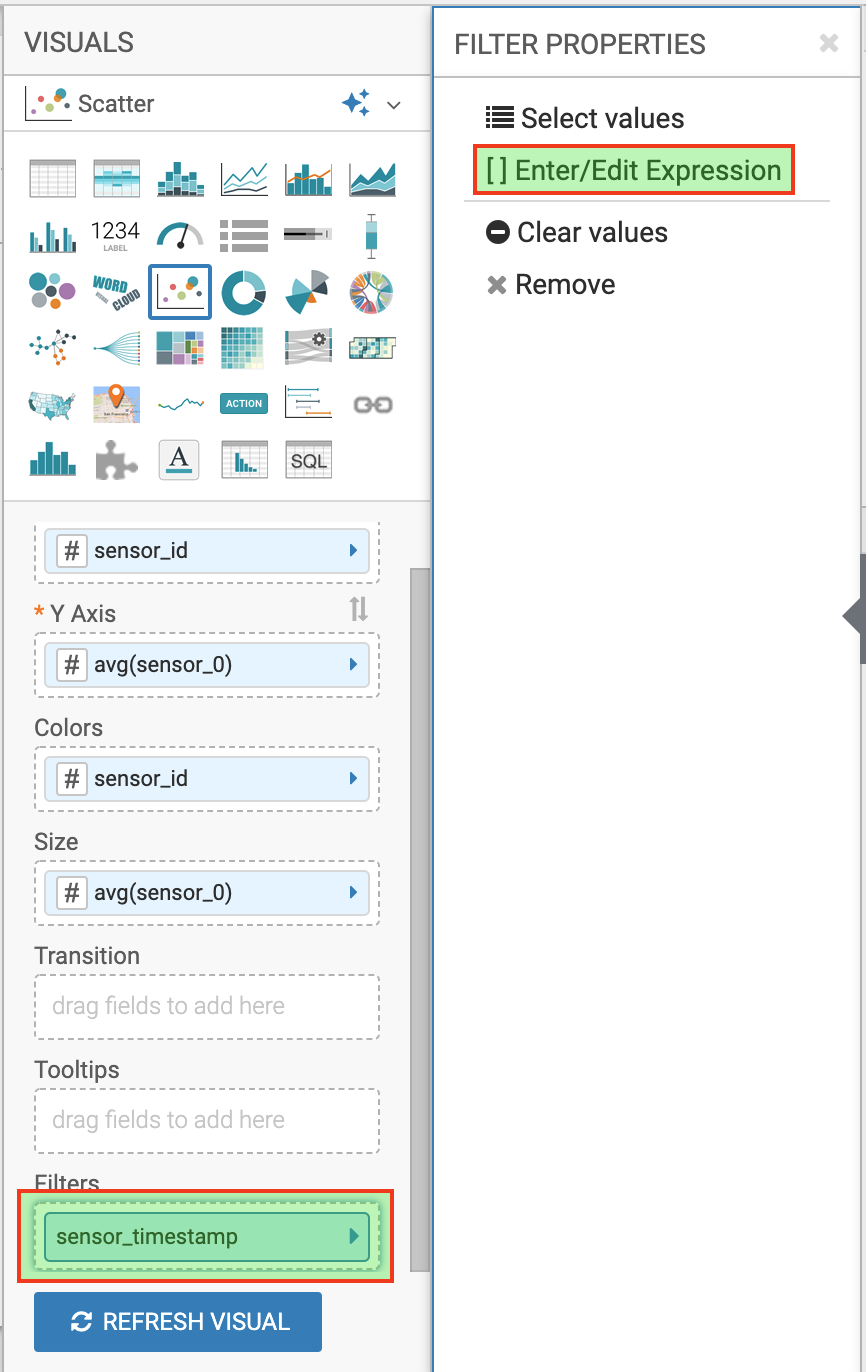 VISUALS
Scatter
1234
LABEL
WORD
CLOUD
ACTION
A
SQL
# sensor_id
* Y Axis
# avg(sensor_0)
Colors
# sensor_id
Size
# avg(sensor_0)
Transition
drag fields to add here
Tooltips
drag fields to add here
Filters
sensor_timestamp
REFRESH VISUAL
FILTER PROPERTIES
Select values
[ ] Enter/Edit Expression
Clear values
Remove